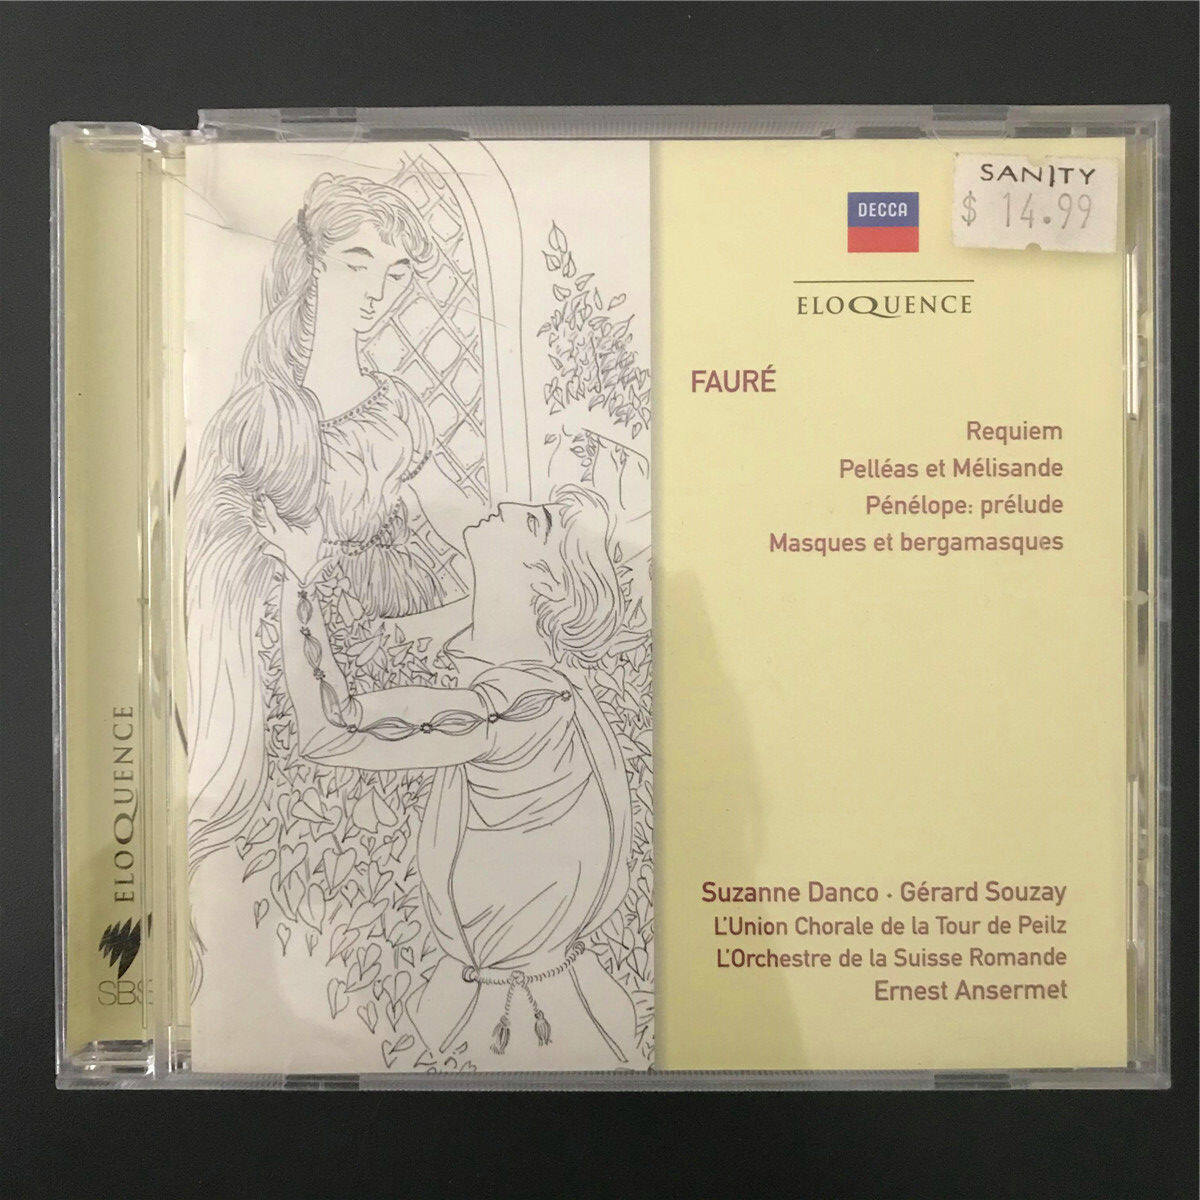 SANITY
$ 14.99
DECCA
ELOQUENCE
FAURÉ
Requiem
Pelléas et Mélisande
Pénélope: prélude
Masques et bergamasques
Suzanne Danco · Gérard Souzay
L'Union Chorale de la Tour de Peilz
L'Orchestre de la Suisse Romande
Ernest Ansermet
ELOQUENCE
SBS